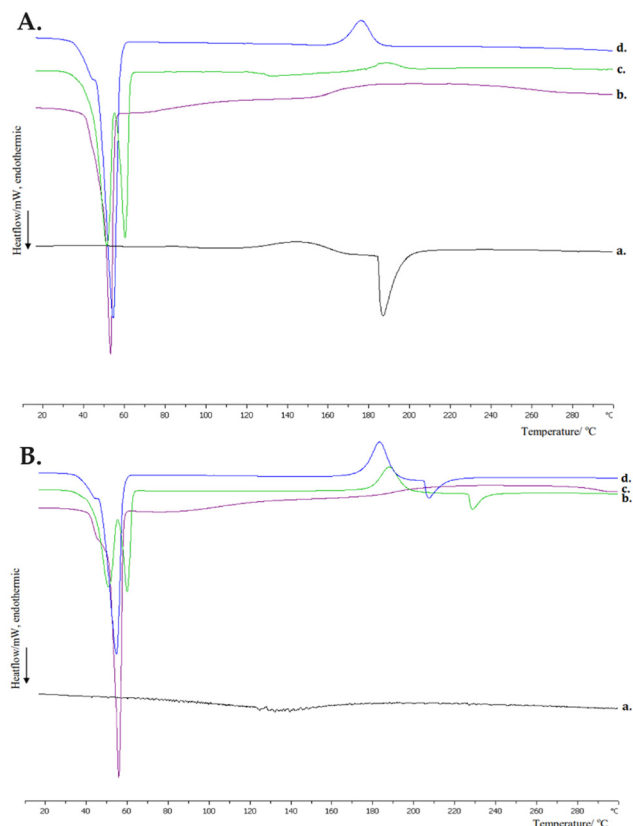 A.
d.
c.
b.
Heatflow/mW, endothermic
a.
20 40 60 80 100 120 140 160 180 200 220 240 260 280 °C
Temperature/ °C
B.
d.
c.
b.
Heatflow/mW, endothermic
a.
20 40 60 80 100 120 140 160 180 200 220 240 260 280 °C
Temperature/ °C